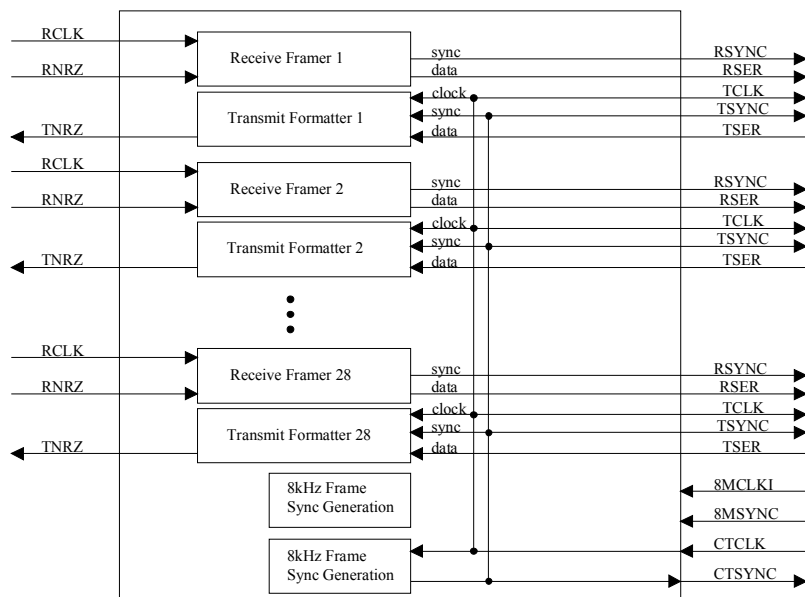 RCLK
Receive Framer 1
sync
RSYNC
RNRZ
data
RSER
clock
TCLK
Transmit Formatter 1
sync
TSYNC
TNRZ
data
TSER
RCLK
Receive Framer 2
sync
RSYNC
RNRZ
data
RSER
clock
TCLK
Transmit Formatter 2
sync
TSYNC
TNRZ
data
TSER
RCLK
Receive Framer 28
sync
RSYNC
RNRZ
data
RSER
clock
TCLK
Transmit Formatter 28
sync
TSYNC
TNRZ
data
TSER
8kHz Frame
Sync Generation
8MCLKI
8MSYNC
8kHz Frame
Sync Generation
CTCLK
CTSYNC